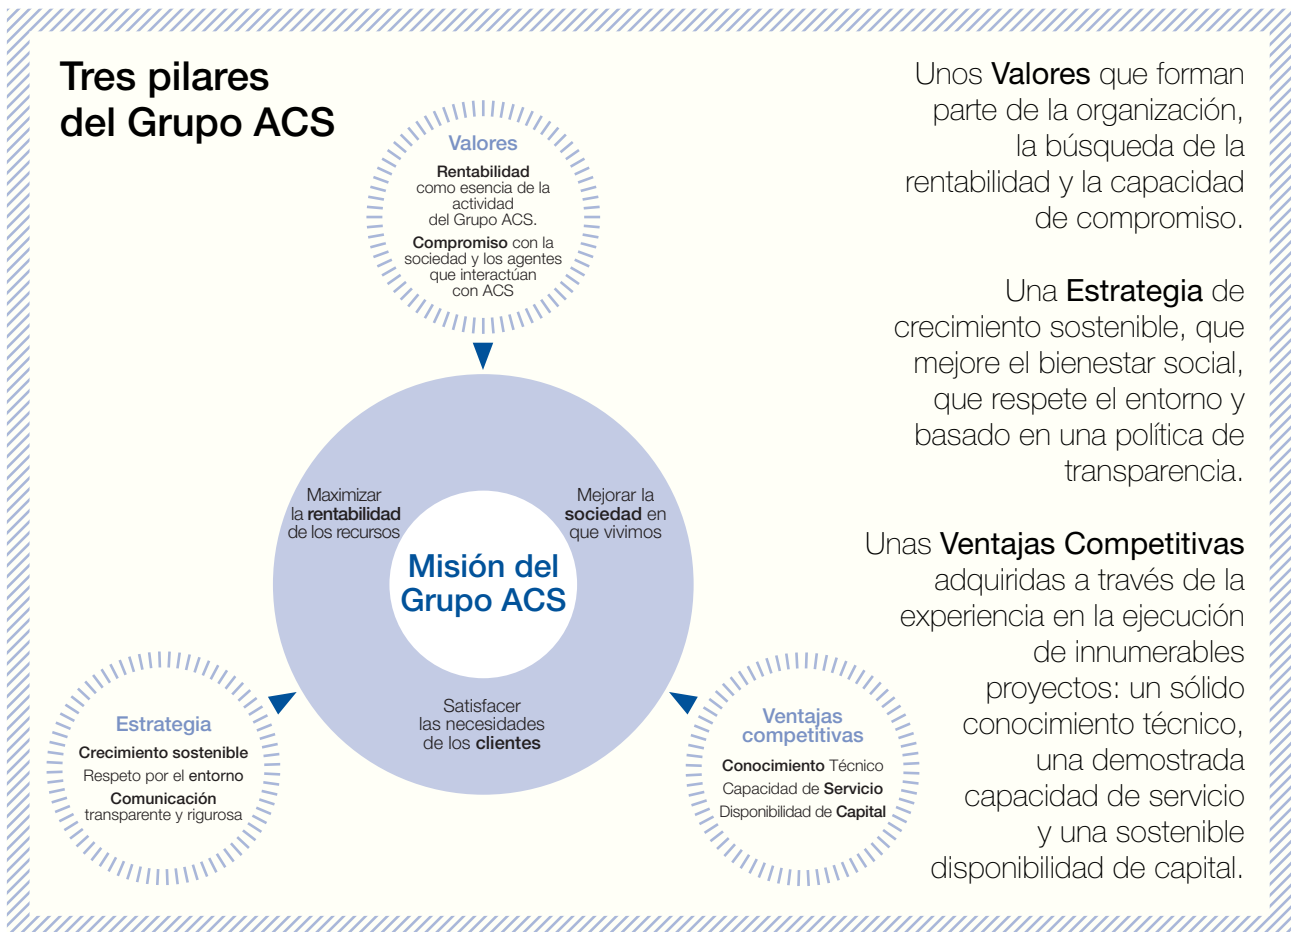 Tres pilares
del Grupo ACS
Valores
Rentabilidad
como esencia de la
actividad
del Grupo ACS.
Compromiso con la
sociedad y los agentes
que interactúan
con ACS
Maximizar
la rentabilidad
de los recursos
Mejorar la
sociedad en
que vivimos
Misión del
Grupo ACS
Satisfacer
las necesidades
de los clientes
Estrategia
Crecimiento sostenible
Respeto por el entorno
Comunicación
transparente y rigurosa
Ventajas
competitivas
Conocimiento Técnico
Capacidad de Servicio
Disponibilidad de Capital
Unos Valores que forman
parte de la organización,
la búsqueda de la
rentabilidad y la capacidad
de compromiso.
Una Estrategia de
crecimiento sostenible, que
mejore el bienestar social,
que respete el entorno y
basado en una política de
transparencia.
Unas Ventajas Competitivas
adquiridas a través de la
experiencia en la ejecución
de innumerables
proyectos: un sólido
conocimiento técnico,
una demostrada
capacidad de servicio
y una sostenible
disponibilidad de capital.